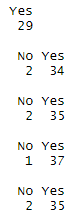 Yes
29
No Yes
2 34
No Yes
2 35
No Yes
1 37
No Yes
2 35